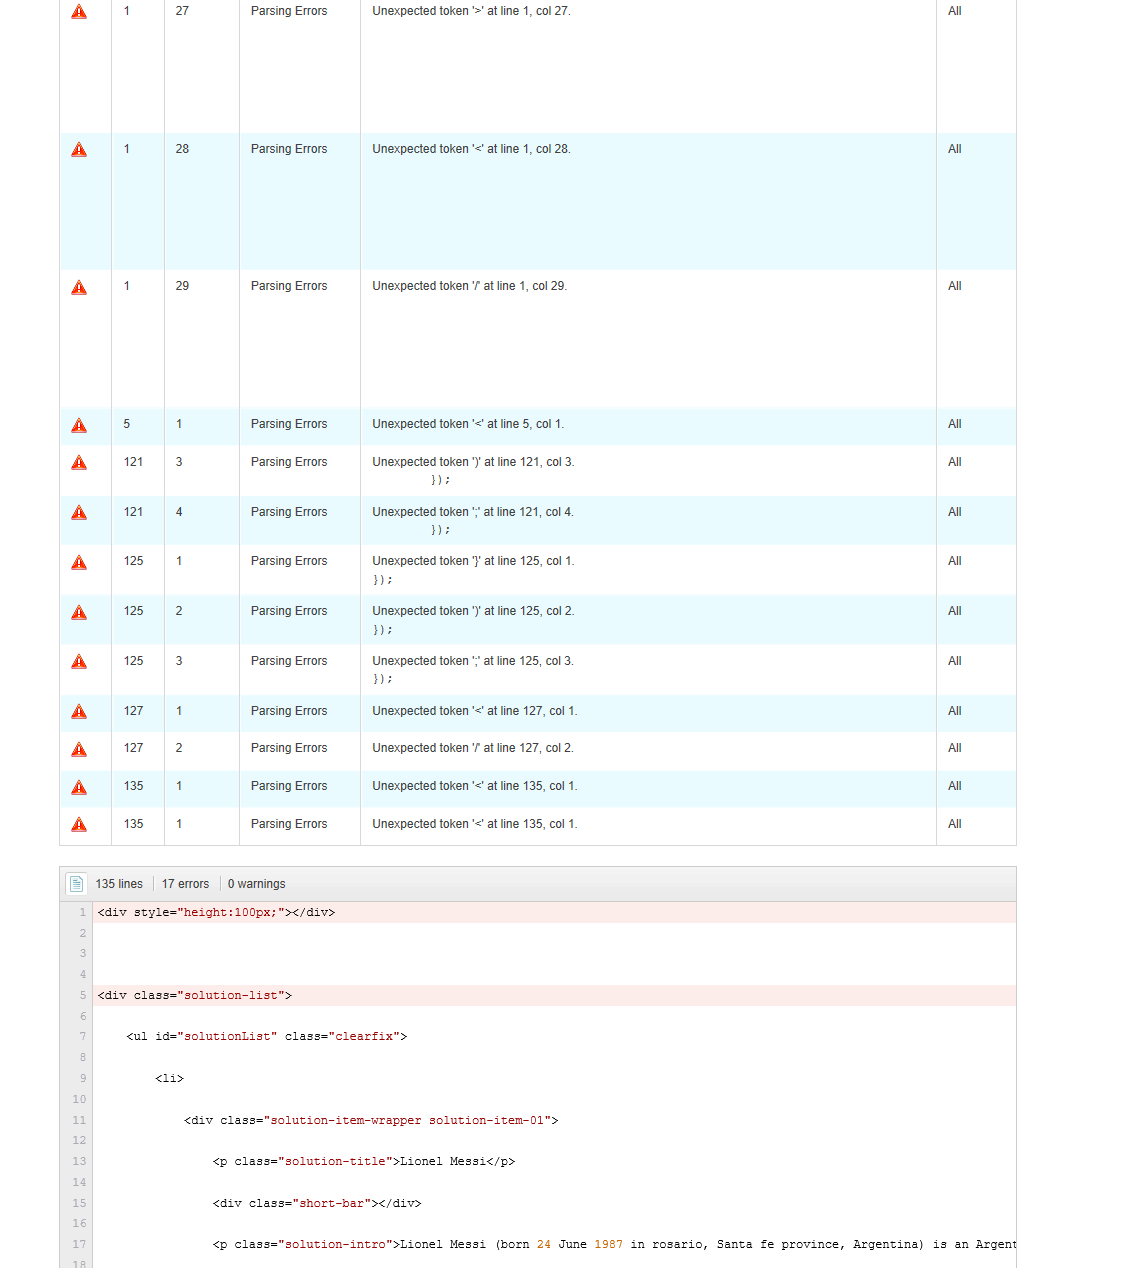 1 27 Parsing Errors Unexpected token '>' at line 1, col 27. All
1 28 Parsing Errors Unexpected token '<' at line 1, col 28. All
1 29 Parsing Errors Unexpected token '/' at line 1, col 29. All
5 1 Parsing Errors Unexpected token '<' at line 5, col 1. All
121 3 Parsing Errors Unexpected token ')' at line 121, col 3. All
});
121 4 Parsing Errors Unexpected token ';' at line 121, col 4. All
});
125 1 Parsing Errors Unexpected token '}' at line 125, col 1. All
});
125 2 Parsing Errors Unexpected token ')' at line 125, col 2. All
});
125 3 Parsing Errors Unexpected token ';' at line 125, col 3. All
});
127 1 Parsing Errors Unexpected token '<' at line 127, col 1. All
127 2 Parsing Errors Unexpected token '/' at line 127, col 2. All
135 1 Parsing Errors Unexpected token '<' at line 135, col 1. All
135 1 Parsing Errors Unexpected token '<' at line 135, col 1. All
135 lines 17 errors 0 warnings
1 <div style="height:100px;"></div>
2
3
4
5 <div class="solution-list">
6
7 <ul id="solutionList" class="clearfix">
8
9 <li>
10
11 <div class="solution-item-wrapper solution-item-01">
12
13 <p class="solution-title">Lionel Messi</p>
14
15 <div class="short-bar"></div>
16
17 <p class="solution-intro">Lionel Messi (born 24 June 1987 in rosario, Santa fe province, Argentina) is an Argent
18